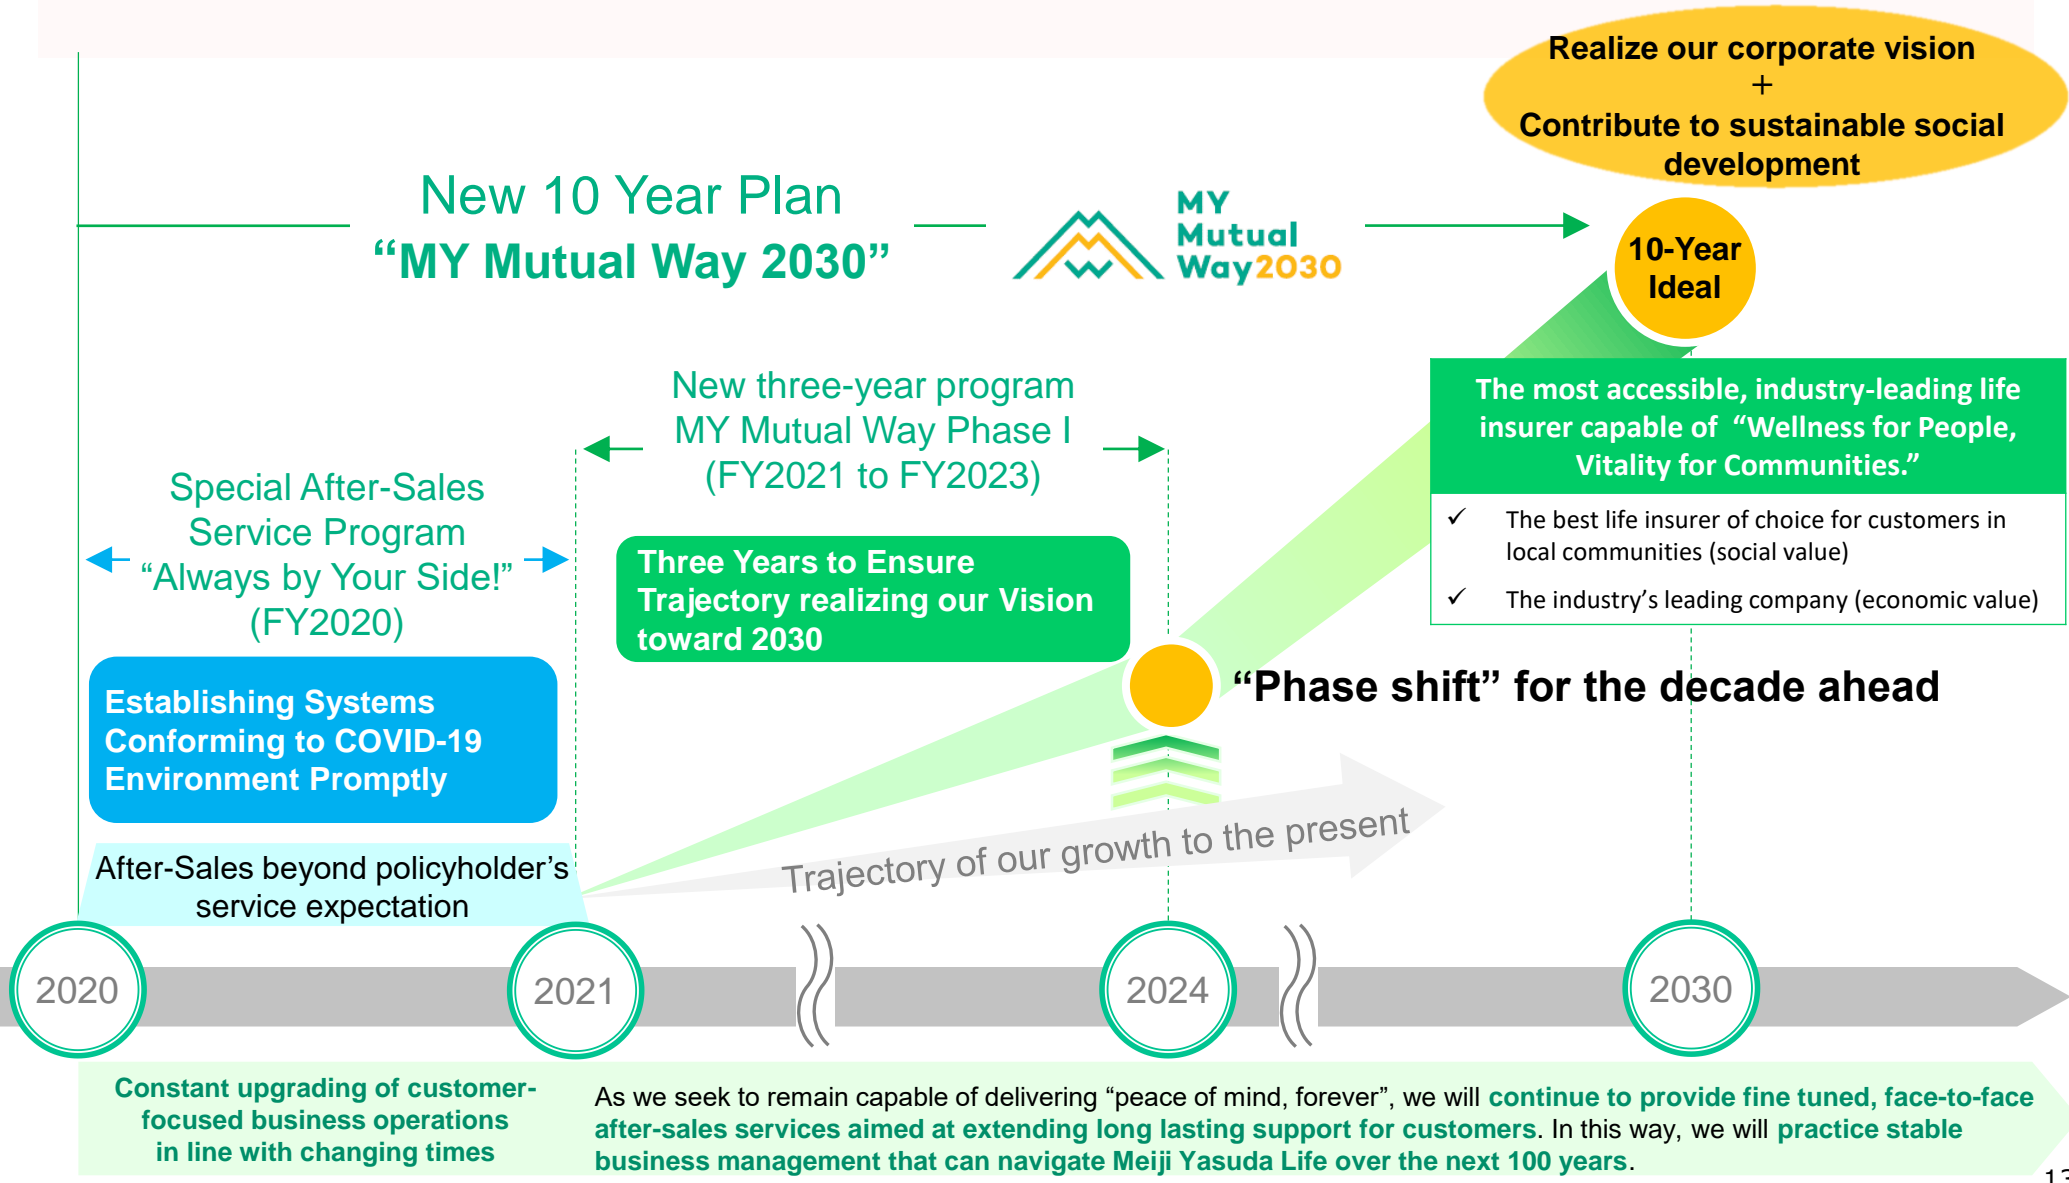 Realize our corporate vision
+
Contribute to sustainable social
development
New 10 Year Plan
“MY Mutual Way 2030”
MY
Mutual
Way2030
10-Year
Ideal
New three-year program
MY Mutual Way Phase I
(FY2021 to FY2023)
The most accessible, industry-leading life
insurer capable of “Wellness for People,
Vitality for Communities.”
✓ The best life insurer of choice for customers in
local communities (social value)
✓ The industry’s leading company (economic value)
Special After-Sales
Service Program
“Always by Your Side!”
(FY2020)
Three Years to Ensure
Trajectory realizing our Vision
toward 2030
“Phase shift” for the decade ahead
Establishing Systems
Conforming to COVID-19
Environment Promptly
Trajectory of our growth to the present
After-Sales beyond policyholder’s
service expectation
2020
2021
2024
2030
Constant upgrading of customer-
focused business operations
in line with changing times
As we seek to remain capable of delivering “peace of mind, forever”, we will continue to provide fine tuned, face-to-face
after-sales services aimed at extending long lasting support for customers. In this way, we will practice stable
business management that can navigate Meiji Yasuda Life over the next 100 years.